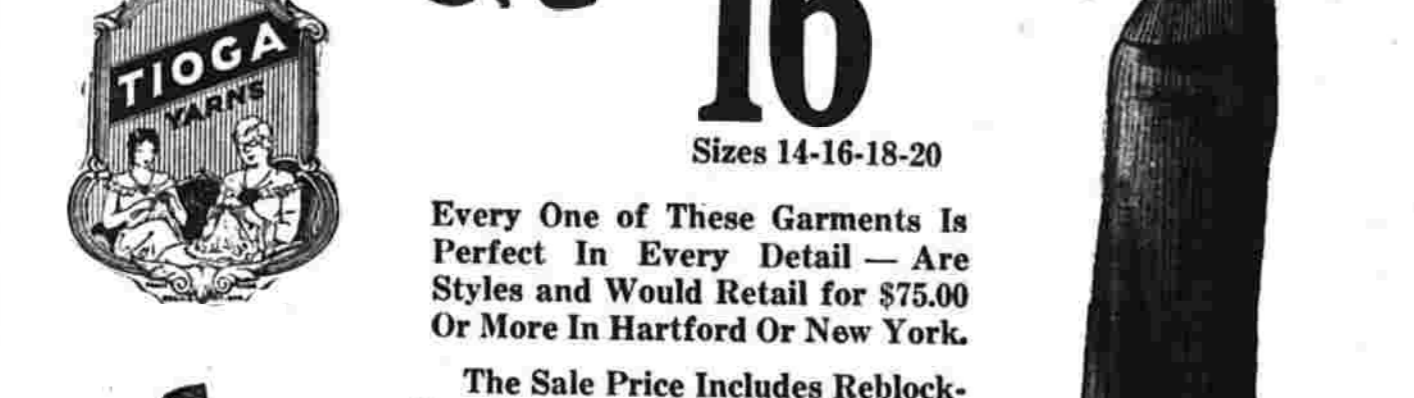 TIOGA
YARNS
16
Sizes 14-16-18-20
Every One of These Garments Is
Perfect In Every Detail — Are
Styles and Would Retail for $75.00
Or More In Hartford Or New York.
The Sale Price Includes Reblock-